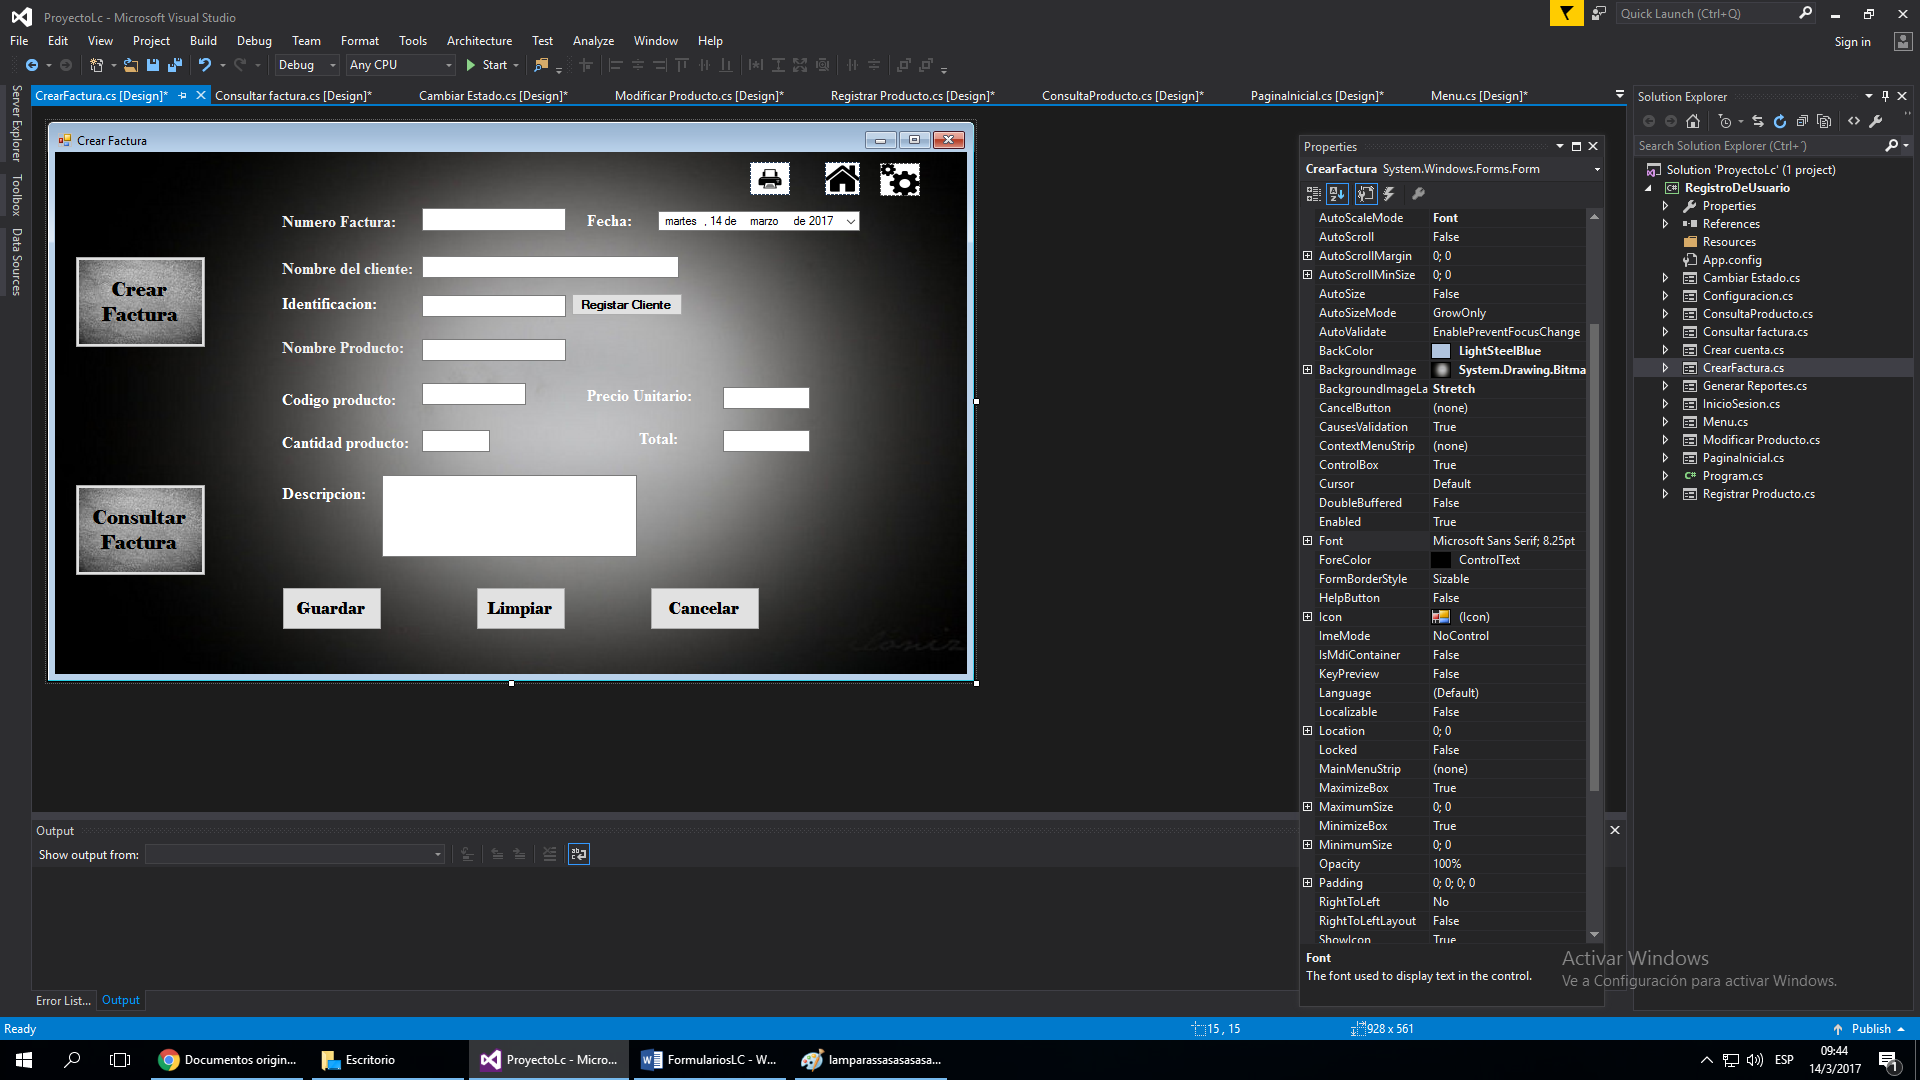 ProyectoLc - Microsoft Visual Studio
Quick Launch (Ctrl+Q)
File Edit View Project Build Debug Team Format Tools Architecture Test Analyze Window Help
Sign in
Debug Any CPU Start
CrearFactura.cs [Design]* Consultar factura.cs [Design]* Cambiar Estado.cs [Design]* Modificar Producto.cs [Design]* Registrar Producto.cs [Design]* ConsultaProducto.cs [Design]* PaginaInicial.cs [Design]* Menu.cs [Design]*
Server Explorer
Toolbox
Data Sources
Crear Factura
Numero Factura:
Fecha: martes , 14 de marzo de 2017
Nombre del cliente:
Identificacion: Registar Cliente
Nombre Producto:
Codigo producto: Precio Unitario:
Cantidad producto: Total:
Descripcion:
Crear
Factura
Consultar
Factura
Guardar Limpiar Cancelar
Properties
CrearFactura System.Windows.Forms.Form
AutoScaleMode Font
AutoScroll False
AutoScrollMargin 0; 0
AutoScrollMinSize 0; 0
AutoSize False
AutoSizeMode GrowOnly
AutoValidate EnablePreventFocusChange
BackColor LightSteelBlue
BackgroundImage System.Drawing.Bitma
BackgroundImageLa Stretch
CancelButton (none)
CausesValidation True
ContextMenuStrip (none)
ControlBox True
Cursor Default
DoubleBuffered False
Enabled True
Font Microsoft Sans Serif; 8.25pt
ForeColor ControlText
FormBorderStyle Sizable
HelpButton False
Icon (Icon)
ImeMode NoControl
IsMdiContainer False
KeyPreview False
Language (Default)
Localizable False
Location 0; 0
Locked False
MainMenuStrip (none)
MaximizeBox True
MaximumSize 0; 0
MinimizeBox True
MinimumSize 0; 0
Opacity 100%
Padding 0; 0; 0; 0
RightToLeft No
RightToLeftLayout False
ShowIcon True
Font
The font used to display text in the control.
Solution Explorer
Search Solution Explorer (Ctrl+´)
Solution 'ProyectoLc' (1 project)
RegistroDeUsuario
Properties
References
Resources
App.config
Cambiar Estado.cs
Configuracion.cs
ConsultaProducto.cs
Consultar factura.cs
Crear cuenta.cs
CrearFactura.cs
Generar Reportes.cs
InicioSesion.cs
Menu.cs
Modificar Producto.cs
PaginaInicial.cs
Program.cs
Registrar Producto.cs
Output
Show output from:
Error List... Output
Activar Windows
Ve a Configuración para activar Windows.
Ready 15 , 15 928 x 561 Publish
Documentos origin... Escritorio ProyectoLc - Micro... FormulariosLC - W... lamparassasasasasa... ESP
09:44
14/3/2017
1